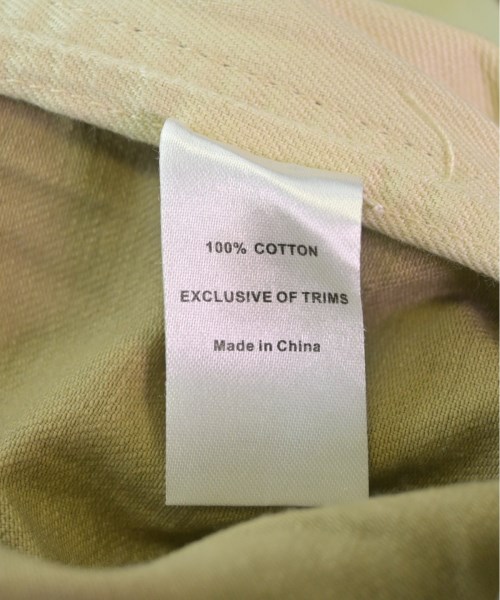 100% COTTON
EXCLUSIVE OF TRIMS
Made in China